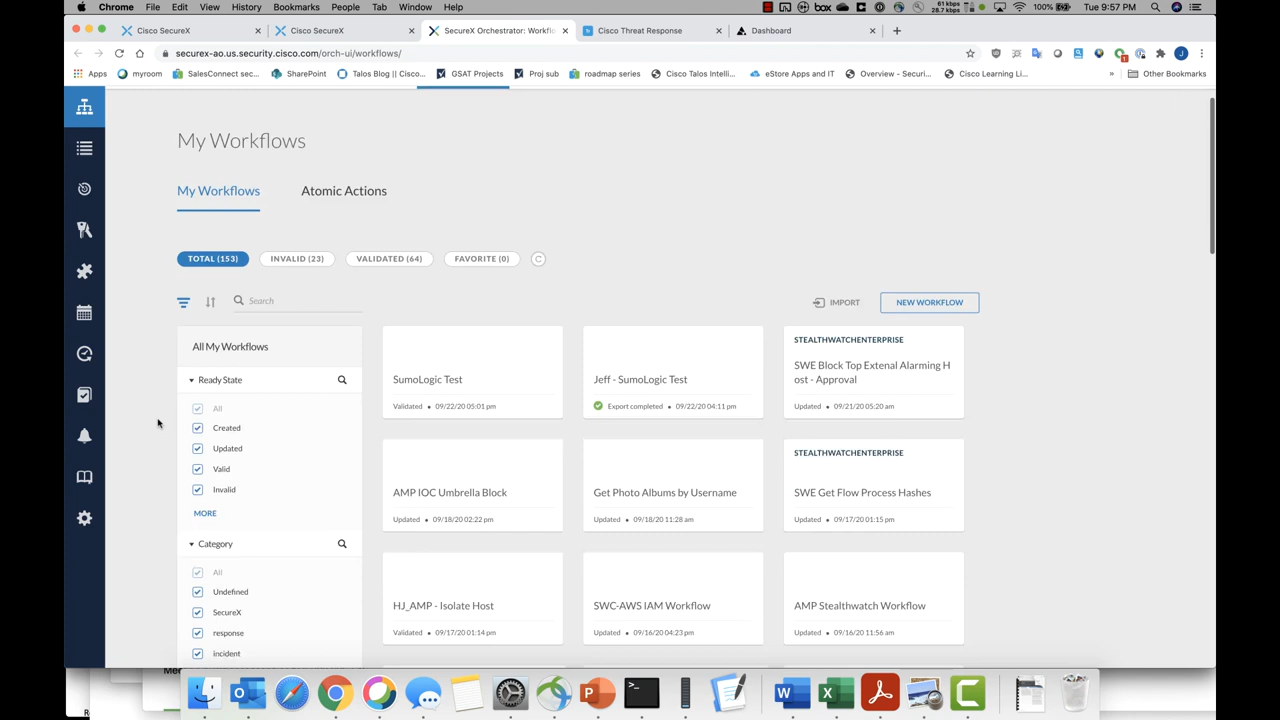 Chrome File Edit View History Bookmarks People Tab Window Help
box 61 kB/s 28.7 kB/s 100% Tue 9:57 PM
Cisco SecureX
Cisco SecureX
SecureX Orchestrator: Workfl
Cisco Threat Response
Dashboard
securex-ao.us.security.cisco.com/orch-ui/workflows/
Apps myroom SalesConnect sec... SharePoint Talos Blog || Cisco... GSAT Projects Proj sub roadmap series Cisco Talos Intelli... eStore Apps and IT Overview - Securi... Cisco Learning Li... » Other Bookmarks
My Workflows
My Workflows Atomic Actions
TOTAL (153) INVALID (23) VALIDATED (64) FAVORITE (0)
Search
IMPORT
NEW WORKFLOW
All My Workflows
Ready State
All
Created
Updated
Valid
Invalid
MORE
Category
All
Undefined
SecureX
response
incident
SumoLogic Test
Validated • 09/22/20 05:01 pm
Jeff - SumoLogic Test
Export completed • 09/22/20 04:11 pm
STEALTHWATCHENTERPRISE
SWE Block Top Extenal Alarming H
ost - Approval
Updated • 09/21/20 05:20 am
AMP IOC Umbrella Block
Updated • 09/18/20 02:22 pm
Get Photo Albums by Username
Updated • 09/18/20 11:28 am
STEALTHWATCHENTERPRISE
SWE Get Flow Process Hashes
Updated • 09/17/20 01:15 pm
HJ_AMP - Isolate Host
Validated • 09/17/20 01:14 pm
SWC-AWS IAM Workflow
Updated • 09/16/20 04:23 pm
AMP Stealthwatch Workflow
Updated • 09/16/20 11:56 am